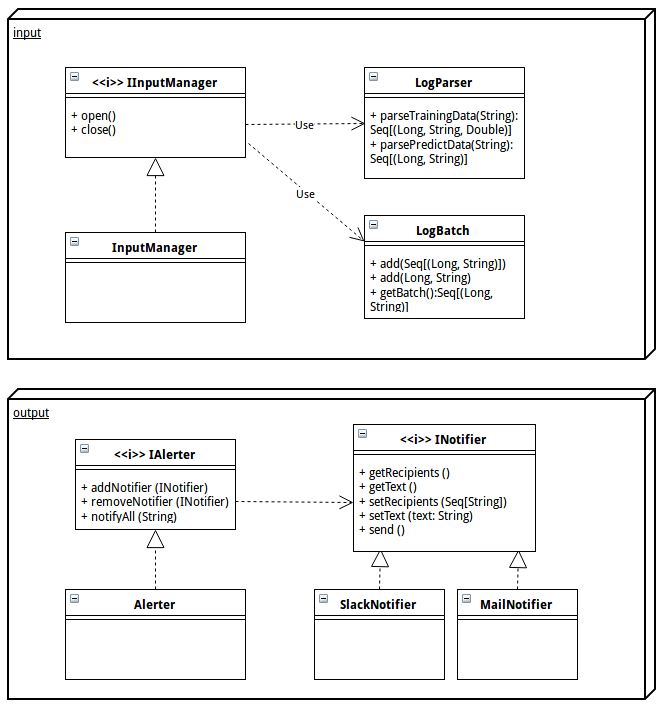 input
<<i>> IInputManager
+ open()
+ close()
LogParser
+ parseTrainingData(String):
Seq[(Long, String, Double)]
+ parsePredictData(String):
Seq[(Long, String)]
Use
Use
InputManager
LogBatch
+ add(Seq[(Long, String)])
+ add(Long, String)
+ getBatch():Seq[(Long,
String)]
output
<<i>> IAlerter
+ addNotifier (INotifier)
+ removeNotifier (INotifier)
+ notifyAll (String)
<<i>> INotifier
+ getRecipients ()
+ getText ()
+ setRecipients (Seq[String])
+ setText (text: String)
+ send ()
Alerter
SlackNotifier
MailNotifier